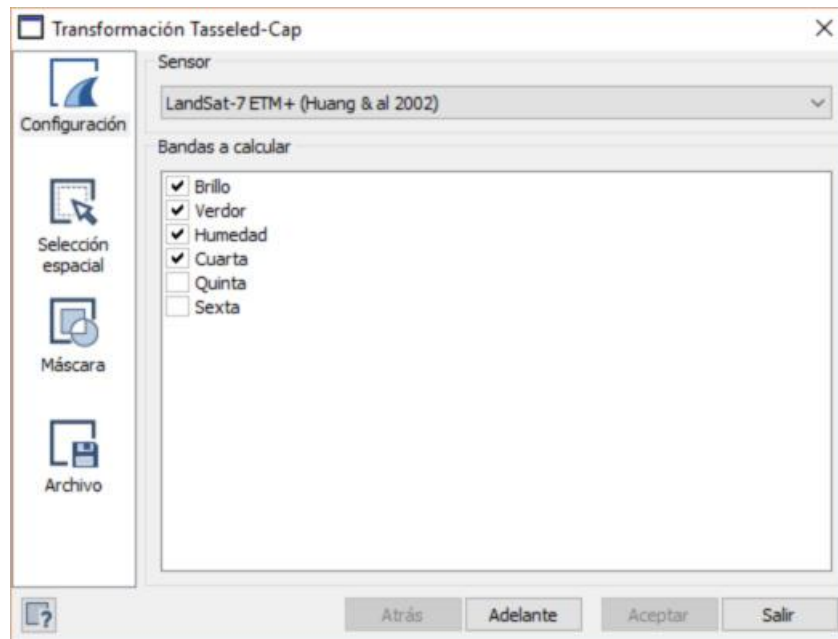 Transformación Tasseled-Cap
Configuración
Selección
espacial
Máscara
Archivo
Sensor
LandSat-7 ETM+ (Huang & al 2002)
Bandas a calcular
Brillo
Verdor
Humedad
Cuarta
Quinta
Sexta
?
Atrás
Adelante
Aceptar
Salir